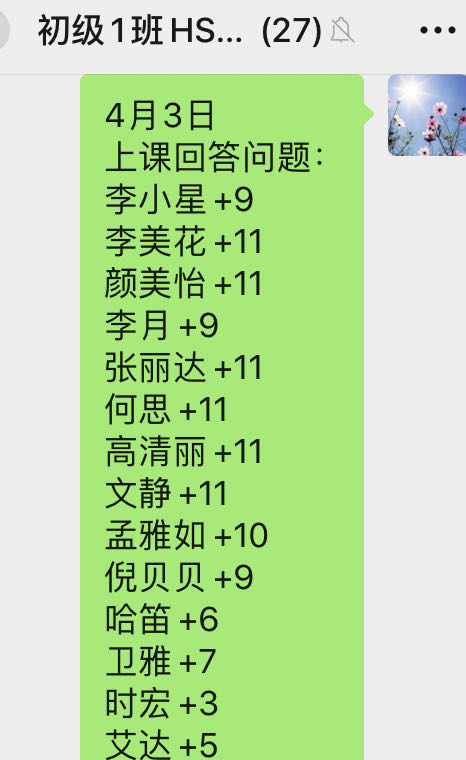 初级1班HS... (27)
4月3日
上课回答问题：
李小星+9
李美花+11
颜美怡+11
李月+9
张丽达+11
何思+11
高清丽+11
文静+11
孟雅如+10
倪贝贝+9
哈笛+6
卫雅+7
时宏+3
艾达+5